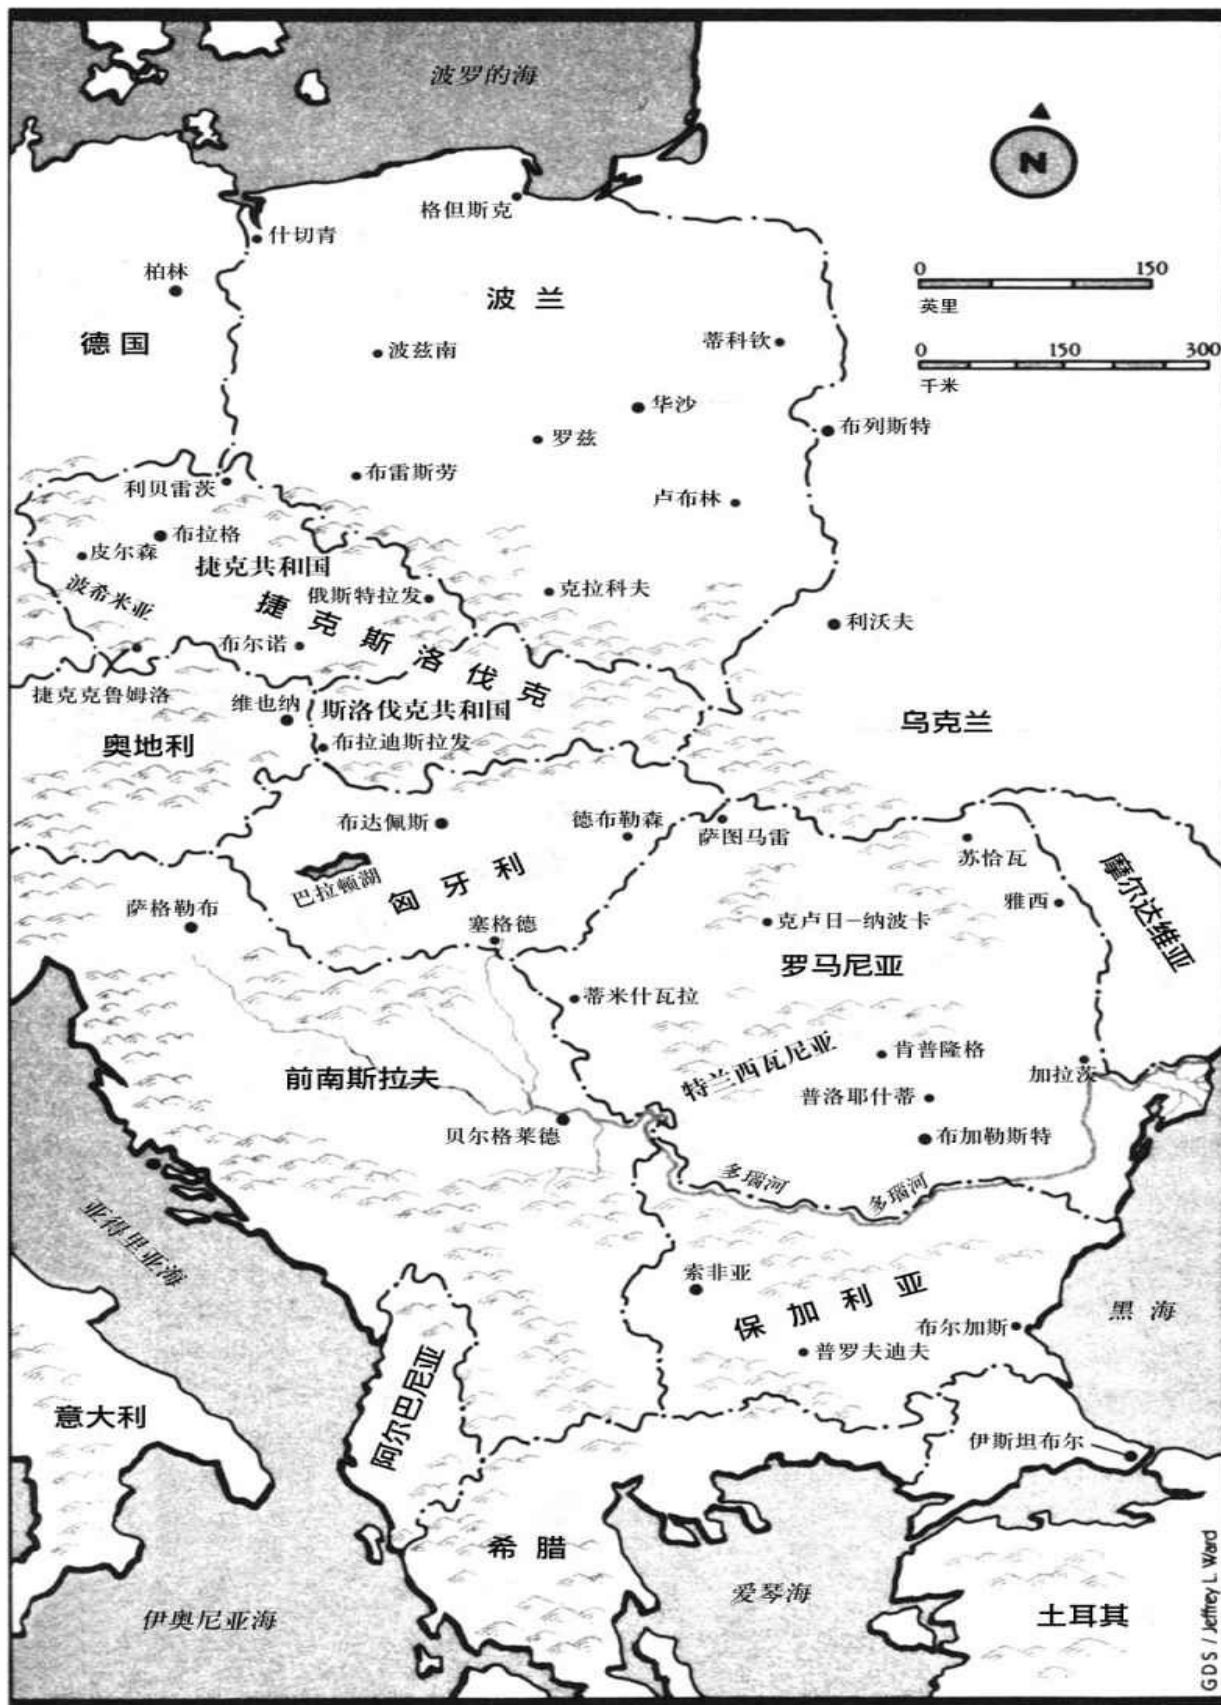 波罗的海
N
格但斯克
什切青
柏林
0 150
英里
波兰
德国
蒂科钦
波兹南
0 150 300
千米
华沙
布列斯特
罗兹
布雷斯劳
利贝雷茨
卢布林
布拉格
皮尔森
捷克共和国
波希米亚
俄斯特拉发
克拉科夫
捷克斯洛伐克
利沃夫
布尔诺
捷克克鲁姆洛
维也纳
斯洛伐克共和国
乌克兰
奥地利
布拉迪斯拉发
布达佩斯
德布勒森
萨图马雷
苏恰瓦
摩尔达维亚
巴拉顿湖
匈牙利
雅西
萨格勒布
塞格德
克卢日-纳波卡
罗马尼亚
蒂米什瓦拉
特兰西瓦尼亚
肯普隆格
加拉茨
前南斯拉夫
普洛耶什蒂
贝尔格莱德
布加勒斯特
多瑙河
多瑙河
亚得里亚海
索非亚
保加利亚
黑海
布尔加斯
普罗夫迪夫
阿尔巴尼亚
意大利
伊斯坦布尔
希腊
爱琴海
伊奥尼亚海
土耳其
GDS / Jeffrey L. Ward